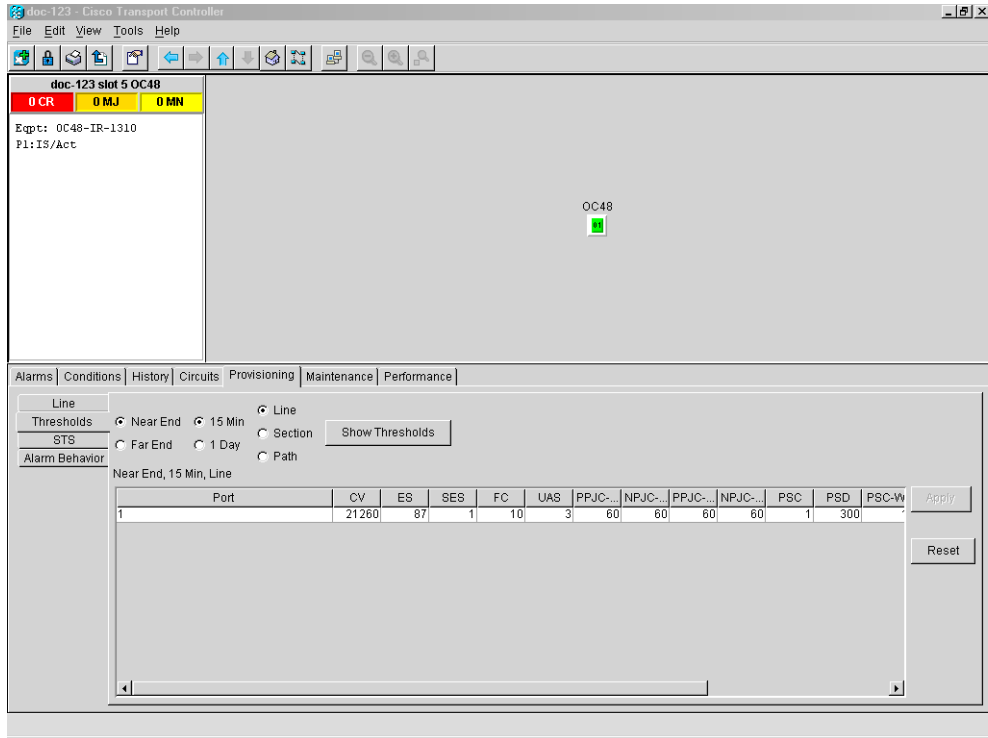 doc-123 - Cisco Transport Controller
File Edit View Tools Help
doc-123 slot 5 OC48
0 CR 0 MJ 0 MN
Eqpt: OC48-IR-1310
P1:IS/Act
OC48
01
Alarms Conditions History Circuits Provisioning Maintenance Performance
Line
Thresholds
STS
Alarm Behavior
Near End 15 Min Line
Far End 1 Day Section
Path
Show Thresholds
Near End, 15 Min, Line
Port CV ES SES FC UAS PPJC-... NPJC-... PPJC-... NPJC-... PSC PSD PSC-W
1 21260 87 1 10 3 60 60 60 60 1 300
Apply
Reset